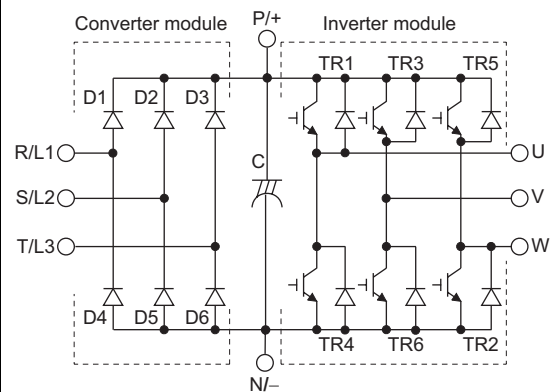 Converter module
P/+
Inverter module
TR1
TR3
TR5
D1
D2
D3
R/L1
U
C
S/L2
V
T/L3
W
D4
D5
D6
TR4
TR6
TR2
N/−